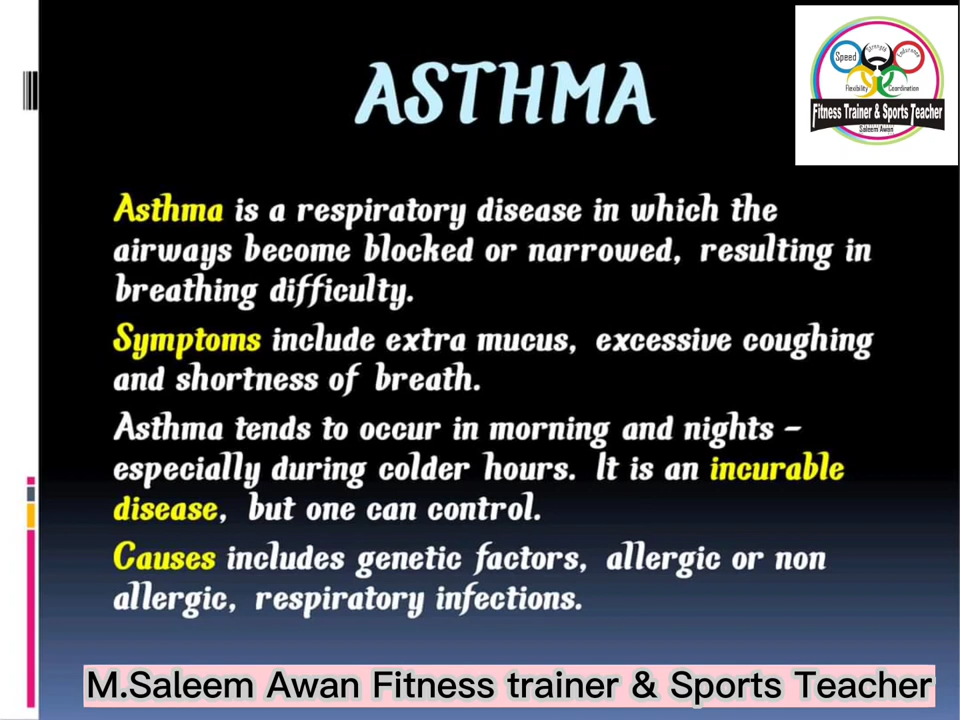 ASTHMA
Speed
Strength
Endurance
Flexibility
Coordination
Fitness Trainer & Sports Teacher
Saleem Awan
Asthma is a respiratory disease in which the
airways become blocked or narrowed, resulting in
breathing difficulty.
Symptoms include extra mucus, excessive coughing
and shortness of breath.
Asthma tends to occur in morning and nights –
especially during colder hours. It is an incurable
disease, but one can control.
Causes includes genetic factors, allergic or non
allergic, respiratory infections.
M.Saleem Awan Fitness trainer & Sports Teacher